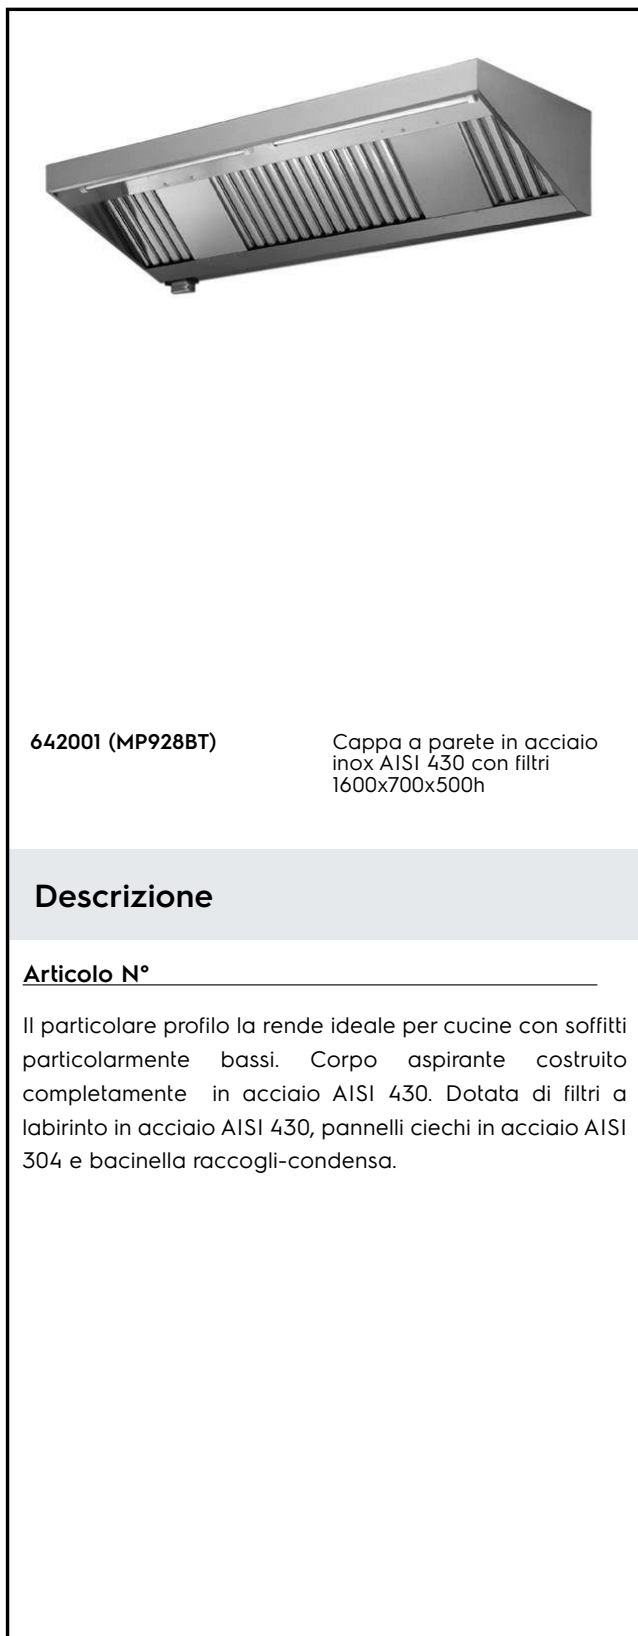 642001 (MP928BT)
Cappa a parete in acciaio
inox AISI 430 con filtri
1600x700x500h
Descrizione
Articolo N°
Il particolare profilo la rende ideale per cucine con soffitti
particolarmente bassi. Corpo aspirante costruito
completamente in acciaio AISI 430. Dotata di filtri a
labirinto in acciaio AISI 430, pannelli ciechi in acciaio AISI
304 e bacinella raccogli-condensa.